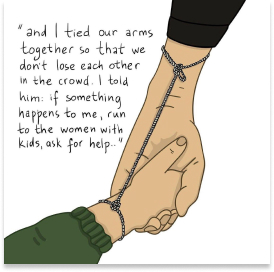 "and I tied our arms
together so that we
don't lose each other
in the crowd. I told
him: if something
happens to me, run
to the women with
kids, ask for help.."